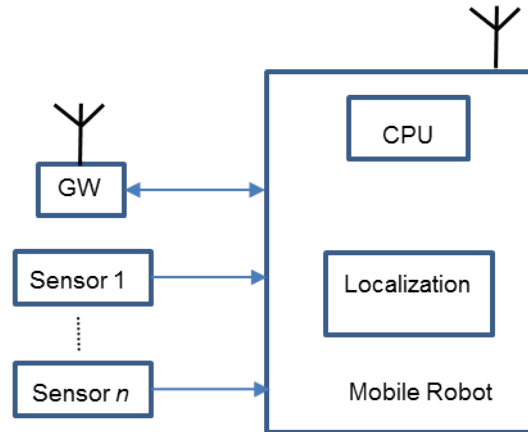 CPU
GW
Sensor 1
Localization
Sensor n
Mobile Robot